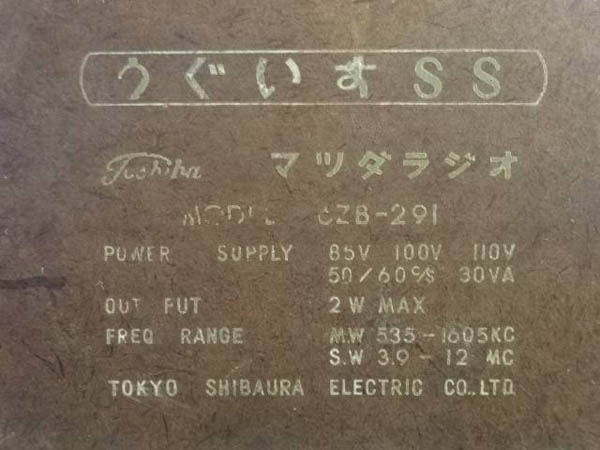 うぐいすSS
Toshiba マツダラジオ
MODEL 6ZB-291
POWER SUPPLY 85V 100V 110V
50/60c/s 30VA
OUT PUT 2W MAX
FREQ RANGE M.W 535-1605KC
S.W 3.9-12 MC
TOKYO SHIBAURA ELECTRIC CO.,LTD